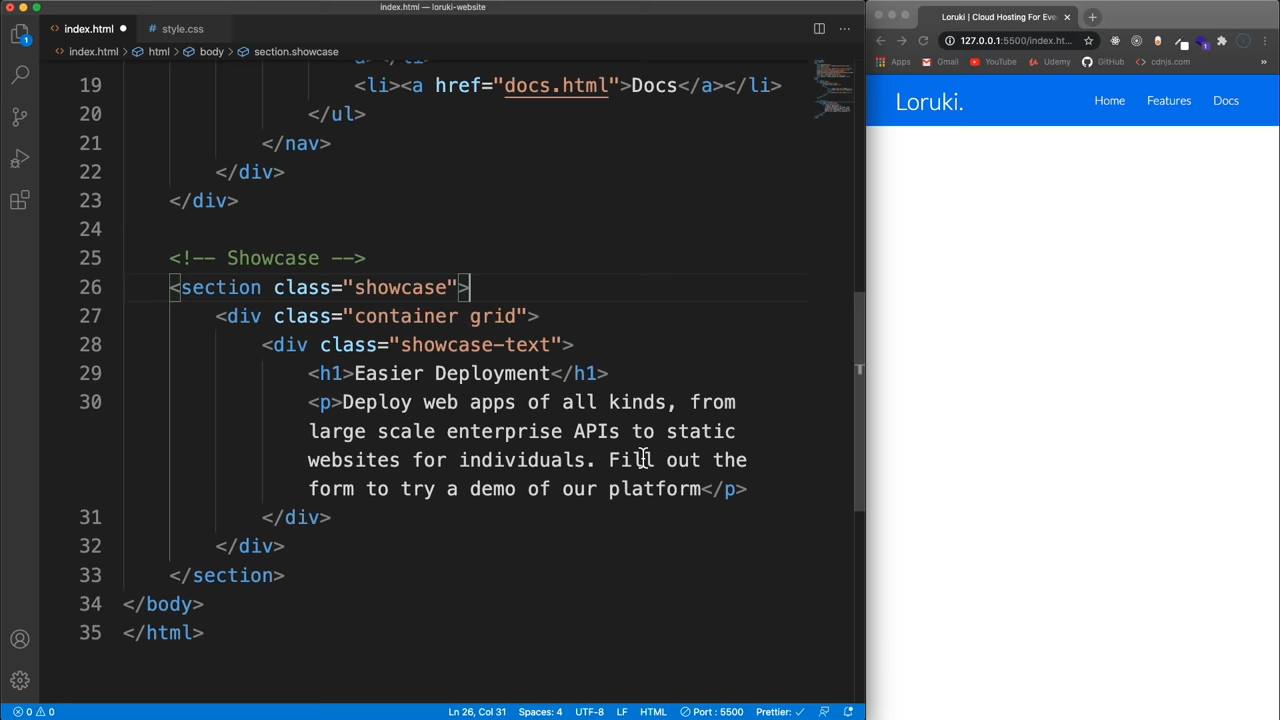 index.html — loruki-website
index.html ● style.css
index.html > html > body > section.showcase
19 <li><a href="docs.html">Docs</a></li>
20 </ul>
21 </nav>
22 </div>
23 </div>
24
25 <!-- Showcase -->
26 <section class="showcase">
27 <div class="container grid">
28 <div class="showcase-text">
29 <h1>Easier Deployment</h1>
30 <p>Deploy web apps of all kinds, from
large scale enterprise APIs to static
websites for individuals. Fill out the
form to try a demo of our platform</p>
31 </div>
32 </div>
33 </section>
34 </body>
35 </html>
1
0 0
Ln 26, Col 31 Spaces: 4 UTF-8 LF HTML Port : 5500 Prettier: ✓
Loruki | Cloud Hosting For Eve
127.0.0.1:5500/index.ht...
Apps Gmail YouTube Udemy GitHub cdnjs.com »
Loruki. Home Features Docs